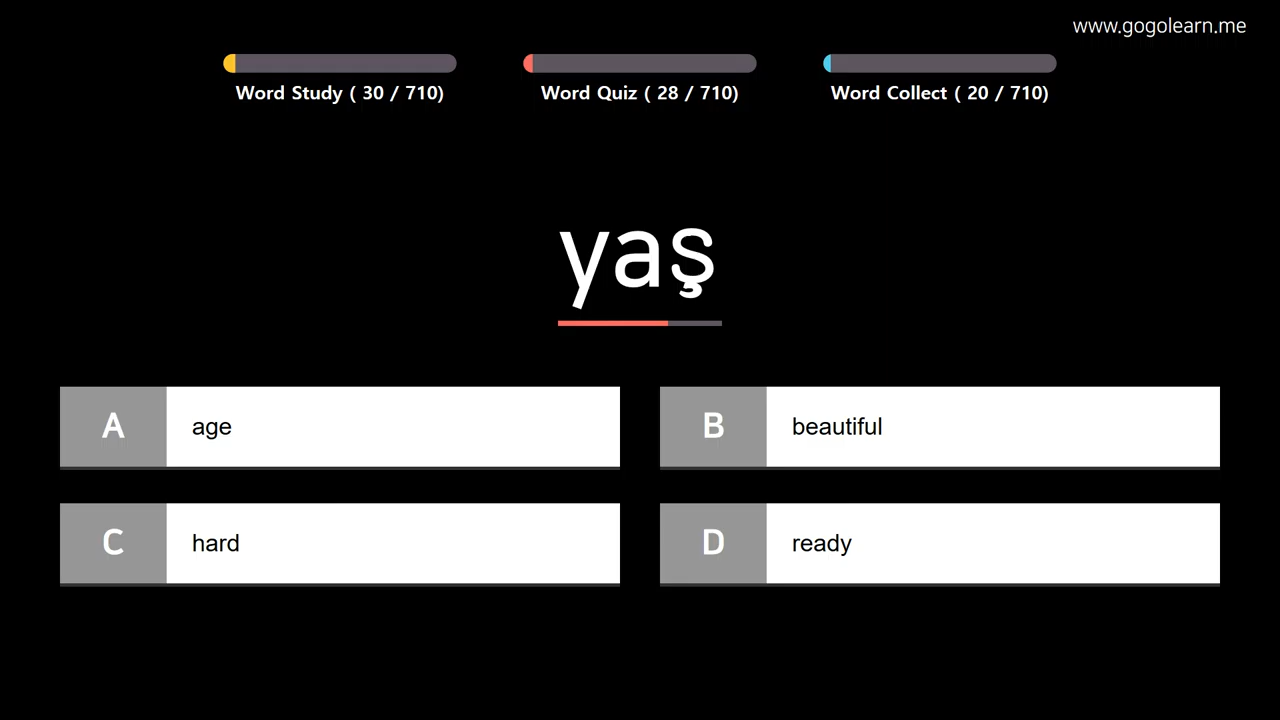 www.gogolearn.me
Word Study ( 30 / 710)
Word Quiz ( 28 / 710)
Word Collect ( 20 / 710)
yaş
A age
B beautiful
C hard
D ready